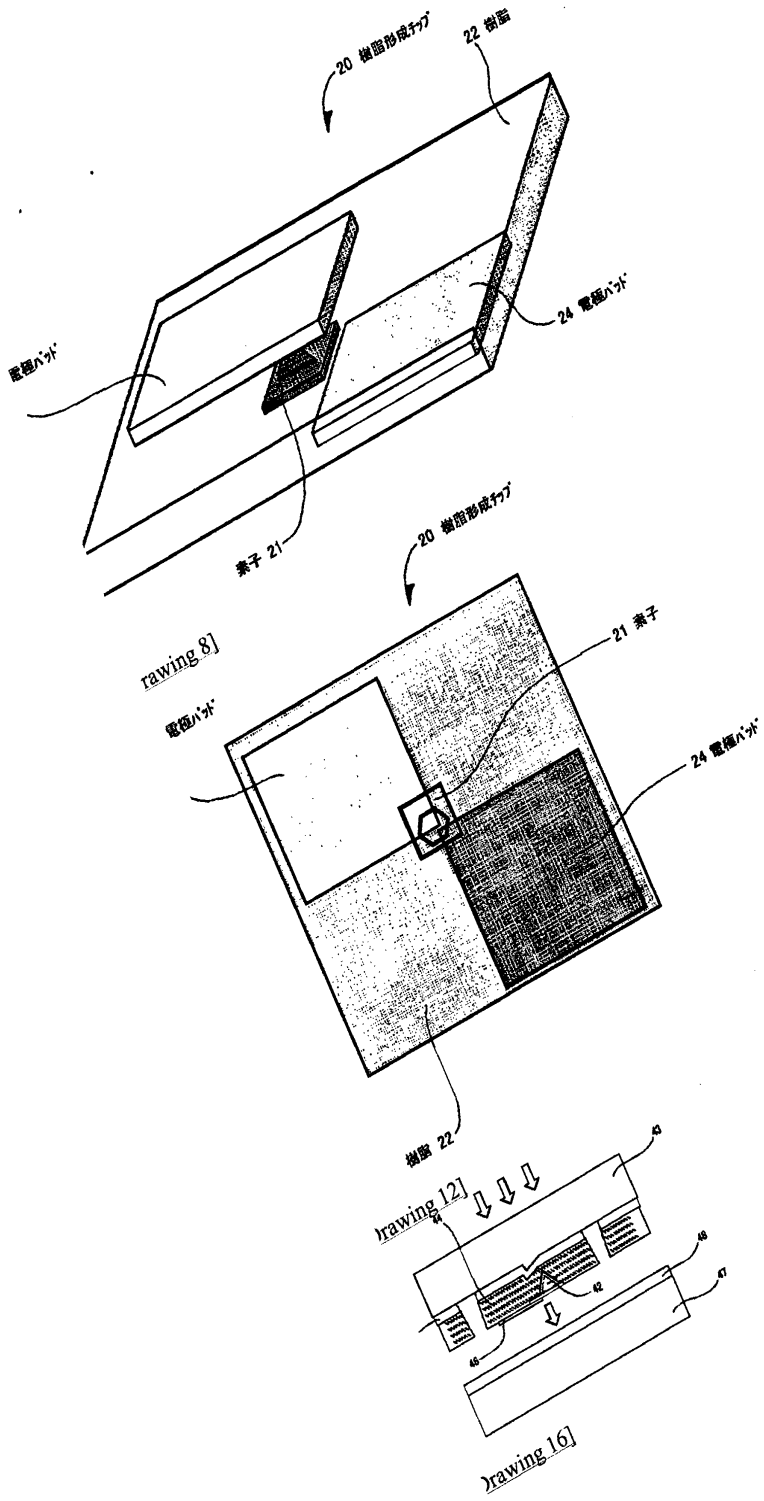 20 樹脂形成チップ
22 樹脂
電極パッド
24 電極パッド
素子 21
rawing 8]
20 樹脂形成チップ
21 素子
電極パッド
24 電極パッド
樹脂 22
rawing 12]
43
44
42
48
47
rawing 16]